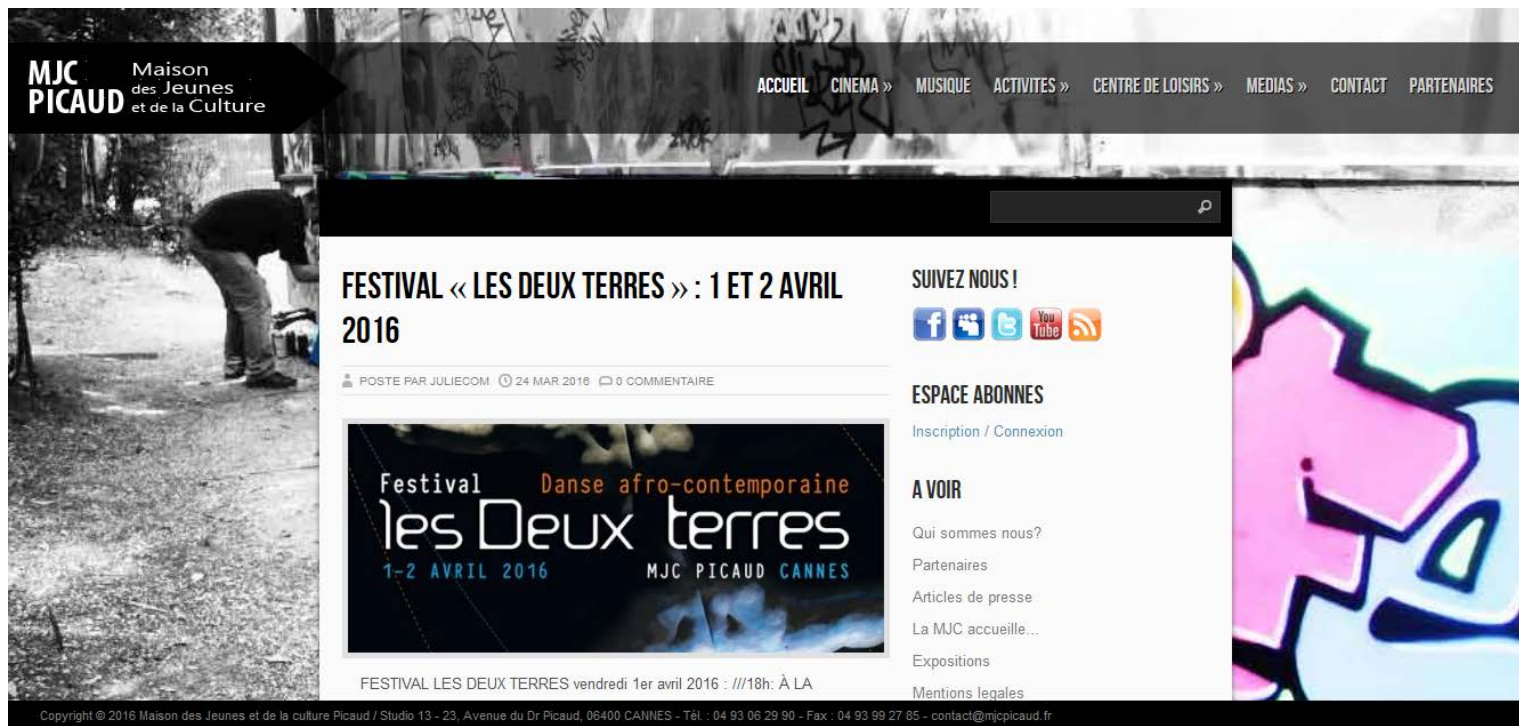 MJC
PICAUD
Maison
des Jeunes
et de la Culture
ACCUEIL CINEMA » MUSIQUE ACTIVITES » CENTRE DE LOISIRS » MEDIAS » CONTACT PARTENAIRES
FESTIVAL « LES DEUX TERRES » : 1 ET 2 AVRIL
2016
POSTE PAR JULIECOM 24 MAR 2016 0 COMMENTAIRE
Festival Danse afro-contemporaine
les Deux terres
1-2 AVRIL 2016 MJC PICAUD CANNES
FESTIVAL LES DEUX TERRES vendredi 1er avril 2016 : ///18h: À LA
SUIVEZ NOUS !
You
Tube
ESPACE ABONNES
Inscription / Connexion
A VOIR
Qui sommes nous?
Partenaires
Articles de presse
La MJC accueille...
Expositions
Mentions legales
Copyright © 2016 Maison des Jeunes et de la culture Picaud / Studio 13 - 23, Avenue du Dr Picaud, 06400 CANNES - Tél. : 04 93 06 29 90 - Fax : 04 93 99 27 85 - contact@mjcpicaud.fr